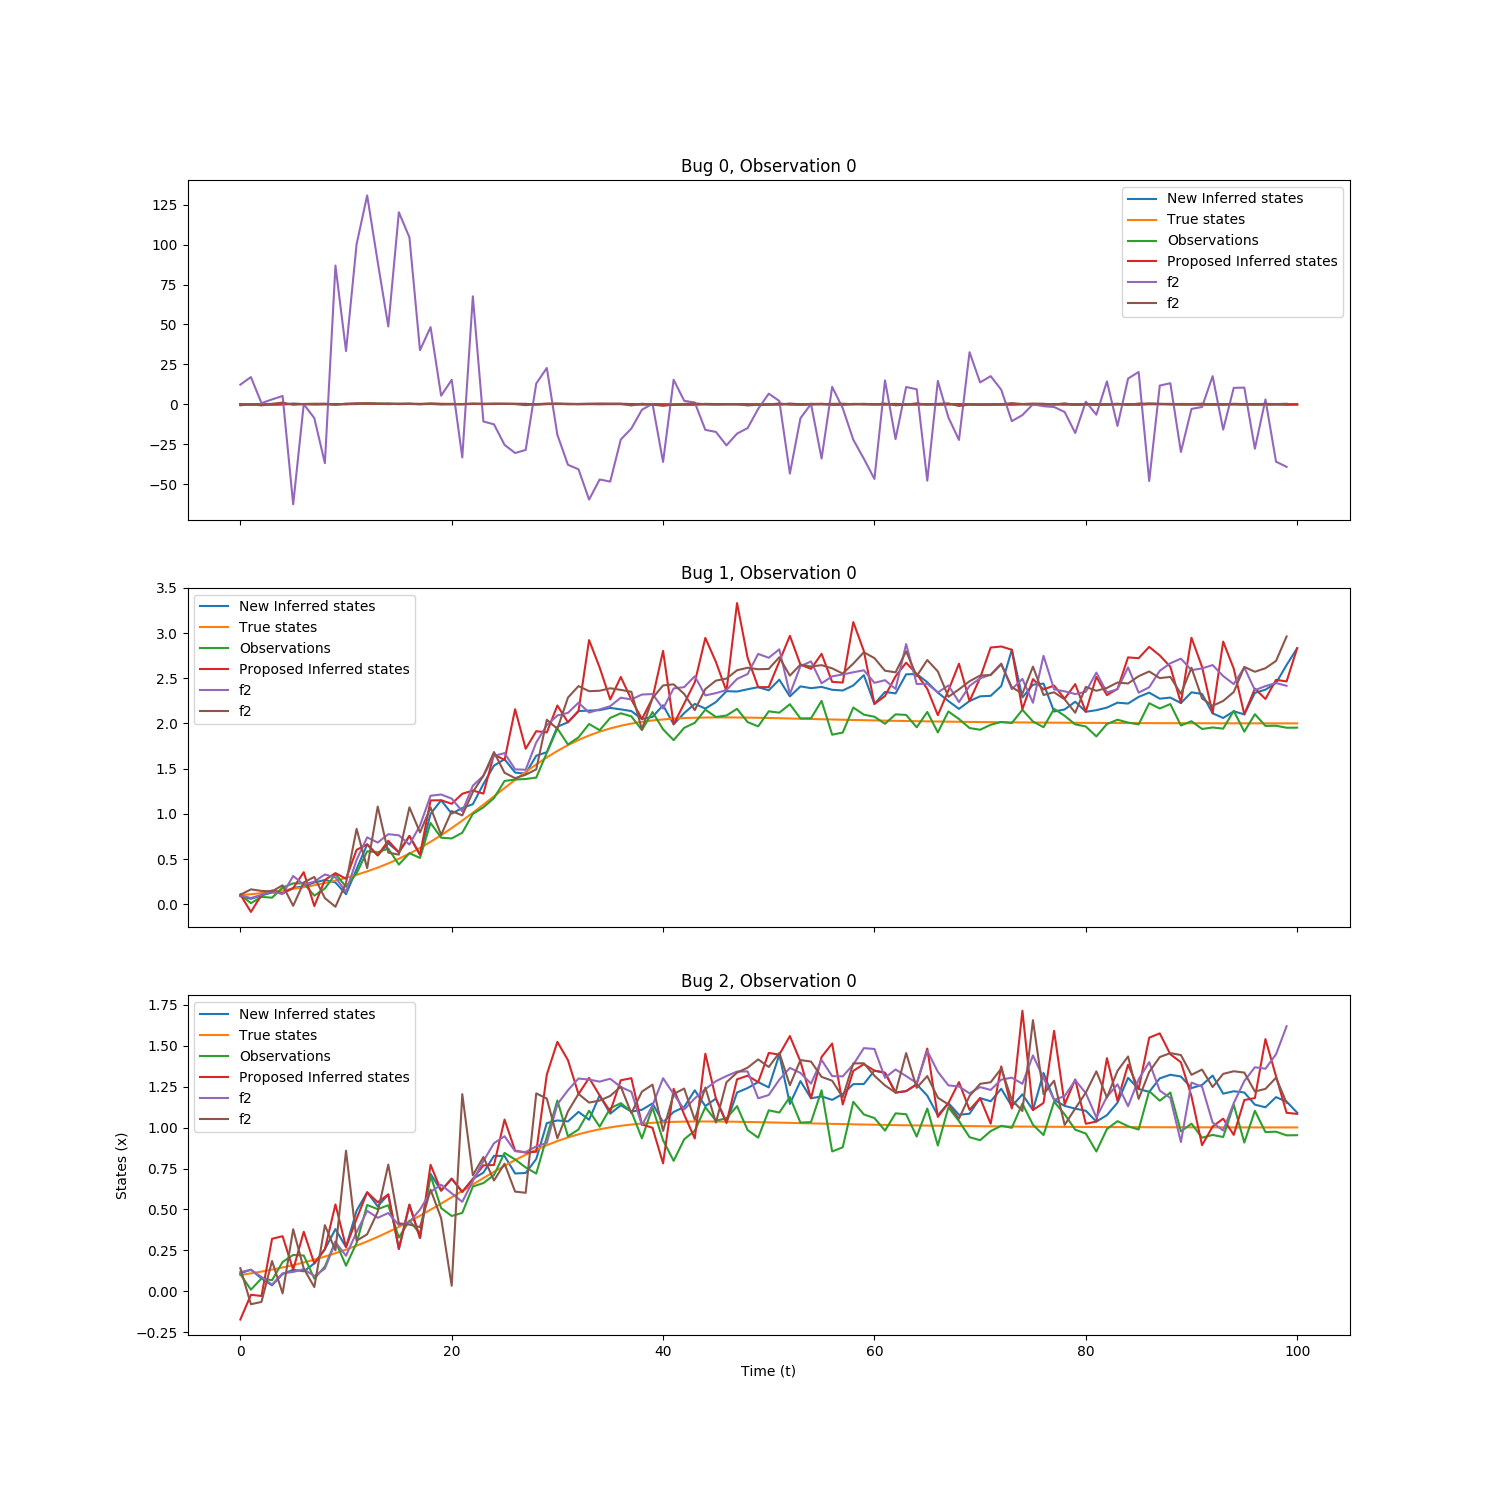 Bug 0, Observation 0
125
100
75
50
25
0
−25
−50
New Inferred states
True states
Observations
Proposed Inferred states
f2
f2
Bug 1, Observation 0
3.5
3.0
2.5
2.0
1.5
1.0
0.5
0.0
New Inferred states
True states
Observations
Proposed Inferred states
f2
f2
Bug 2, Observation 0
1.75
1.50
1.25
1.00
0.75
0.50
0.25
0.00
−0.25
New Inferred states
True states
Observations
Proposed Inferred states
f2
f2
States (x)
0 20 40 60 80 100
Time (t)